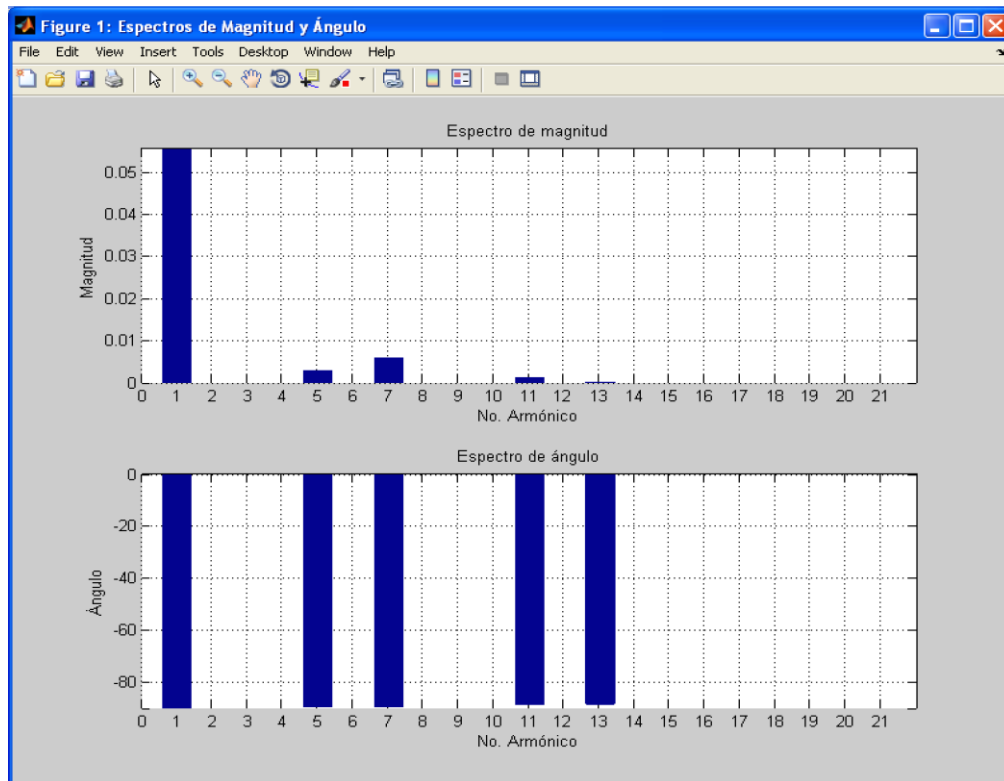 Figure 1: Espectros de Magnitud y Ángulo
File Edit View Insert Tools Desktop Window Help
Espectro de magnitud
0.05
0.04
0.03
0.02
0.01
0
Magnitud
0 1 2 3 4 5 6 7 8 9 10 11 12 13 14 15 16 17 18 19 20 21
No. Armónico
Espectro de ángulo
0
-20
-40
-60
-80
Ángulo
0 1 2 3 4 5 6 7 8 9 10 11 12 13 14 15 16 17 18 19 20 21
No. Armónico